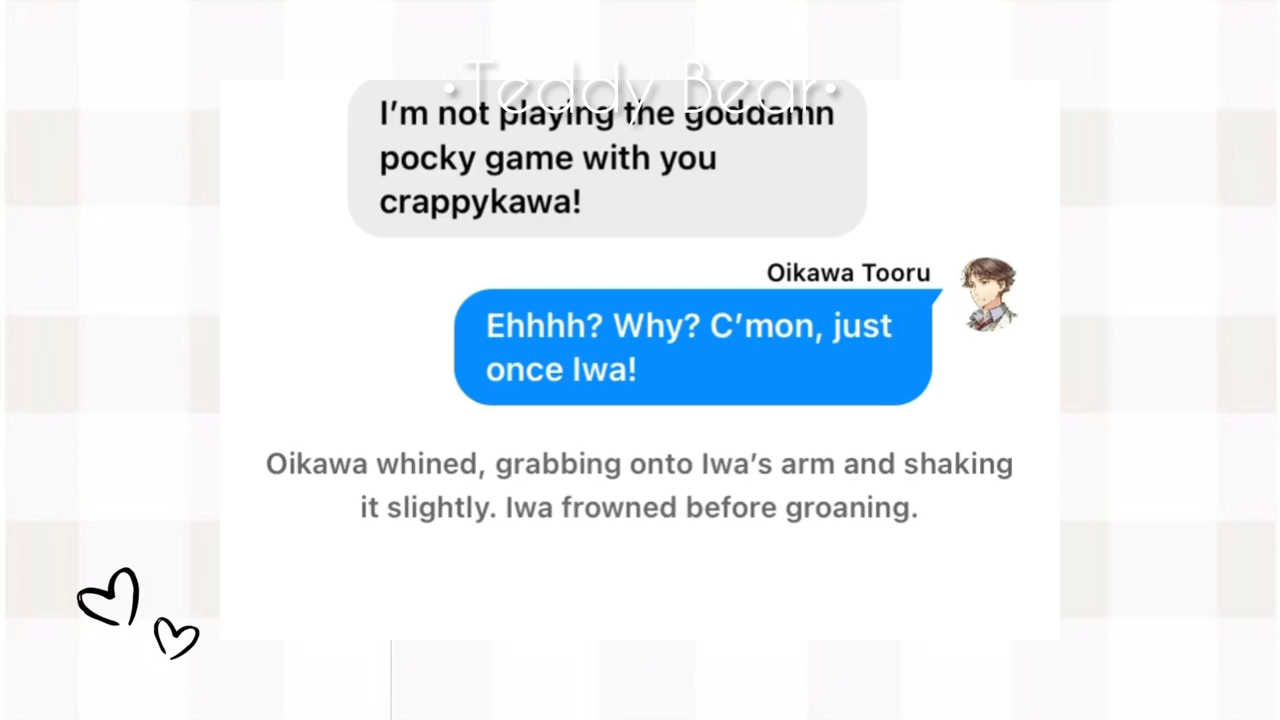 •Teddy Bear•
I’m not playing the goddamn
pocky game with you
crappykawa!
Oikawa Tooru
Ehhhh? Why? C’mon, just
once Iwa!
Oikawa whined, grabbing onto Iwa’s arm and shaking
it slightly. Iwa frowned before groaning.